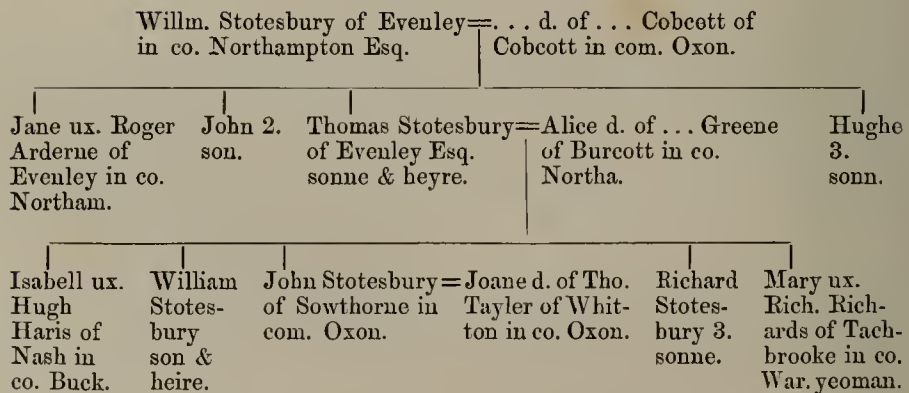 Willm. Stotesbury of Evenley=. . . d. of . . . Cobcott of
in co. Northampton Esq. Cobcott in com. Oxon.
Jane ux. Roger
Arderne of
Evenley in co.
Northam.
John 2.
son.
Thomas Stotesbury=Alice d. of . . . Greene
of Evenley Esq. of Burcott in co.
sonne & heyre. Northa.
Hughe
3.
sonn.
Isabell ux.
Hugh
Haris of
Nash in
co. Buck.
William
Stotes-
bury
son &
heire.
John Stotesbury=Joane d. of Tho.
of Sowthorne in Tayler of Whit-
com. Oxon. ton in co. Oxon.
Richard
Stotes-
bury 3.
sonne.
Mary ux.
Rich. Rich-
ards of Tach-
brooke in co.
War. yeoman.